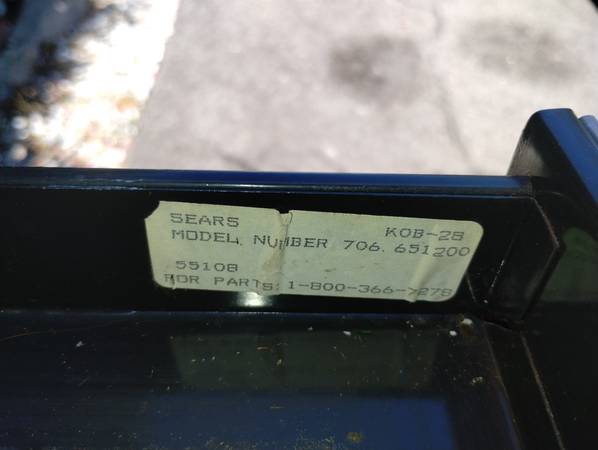 SEARS KOB-28
MODEL NUMBER 706.651200
55108
FOR PARTS: 1-800-366-7278